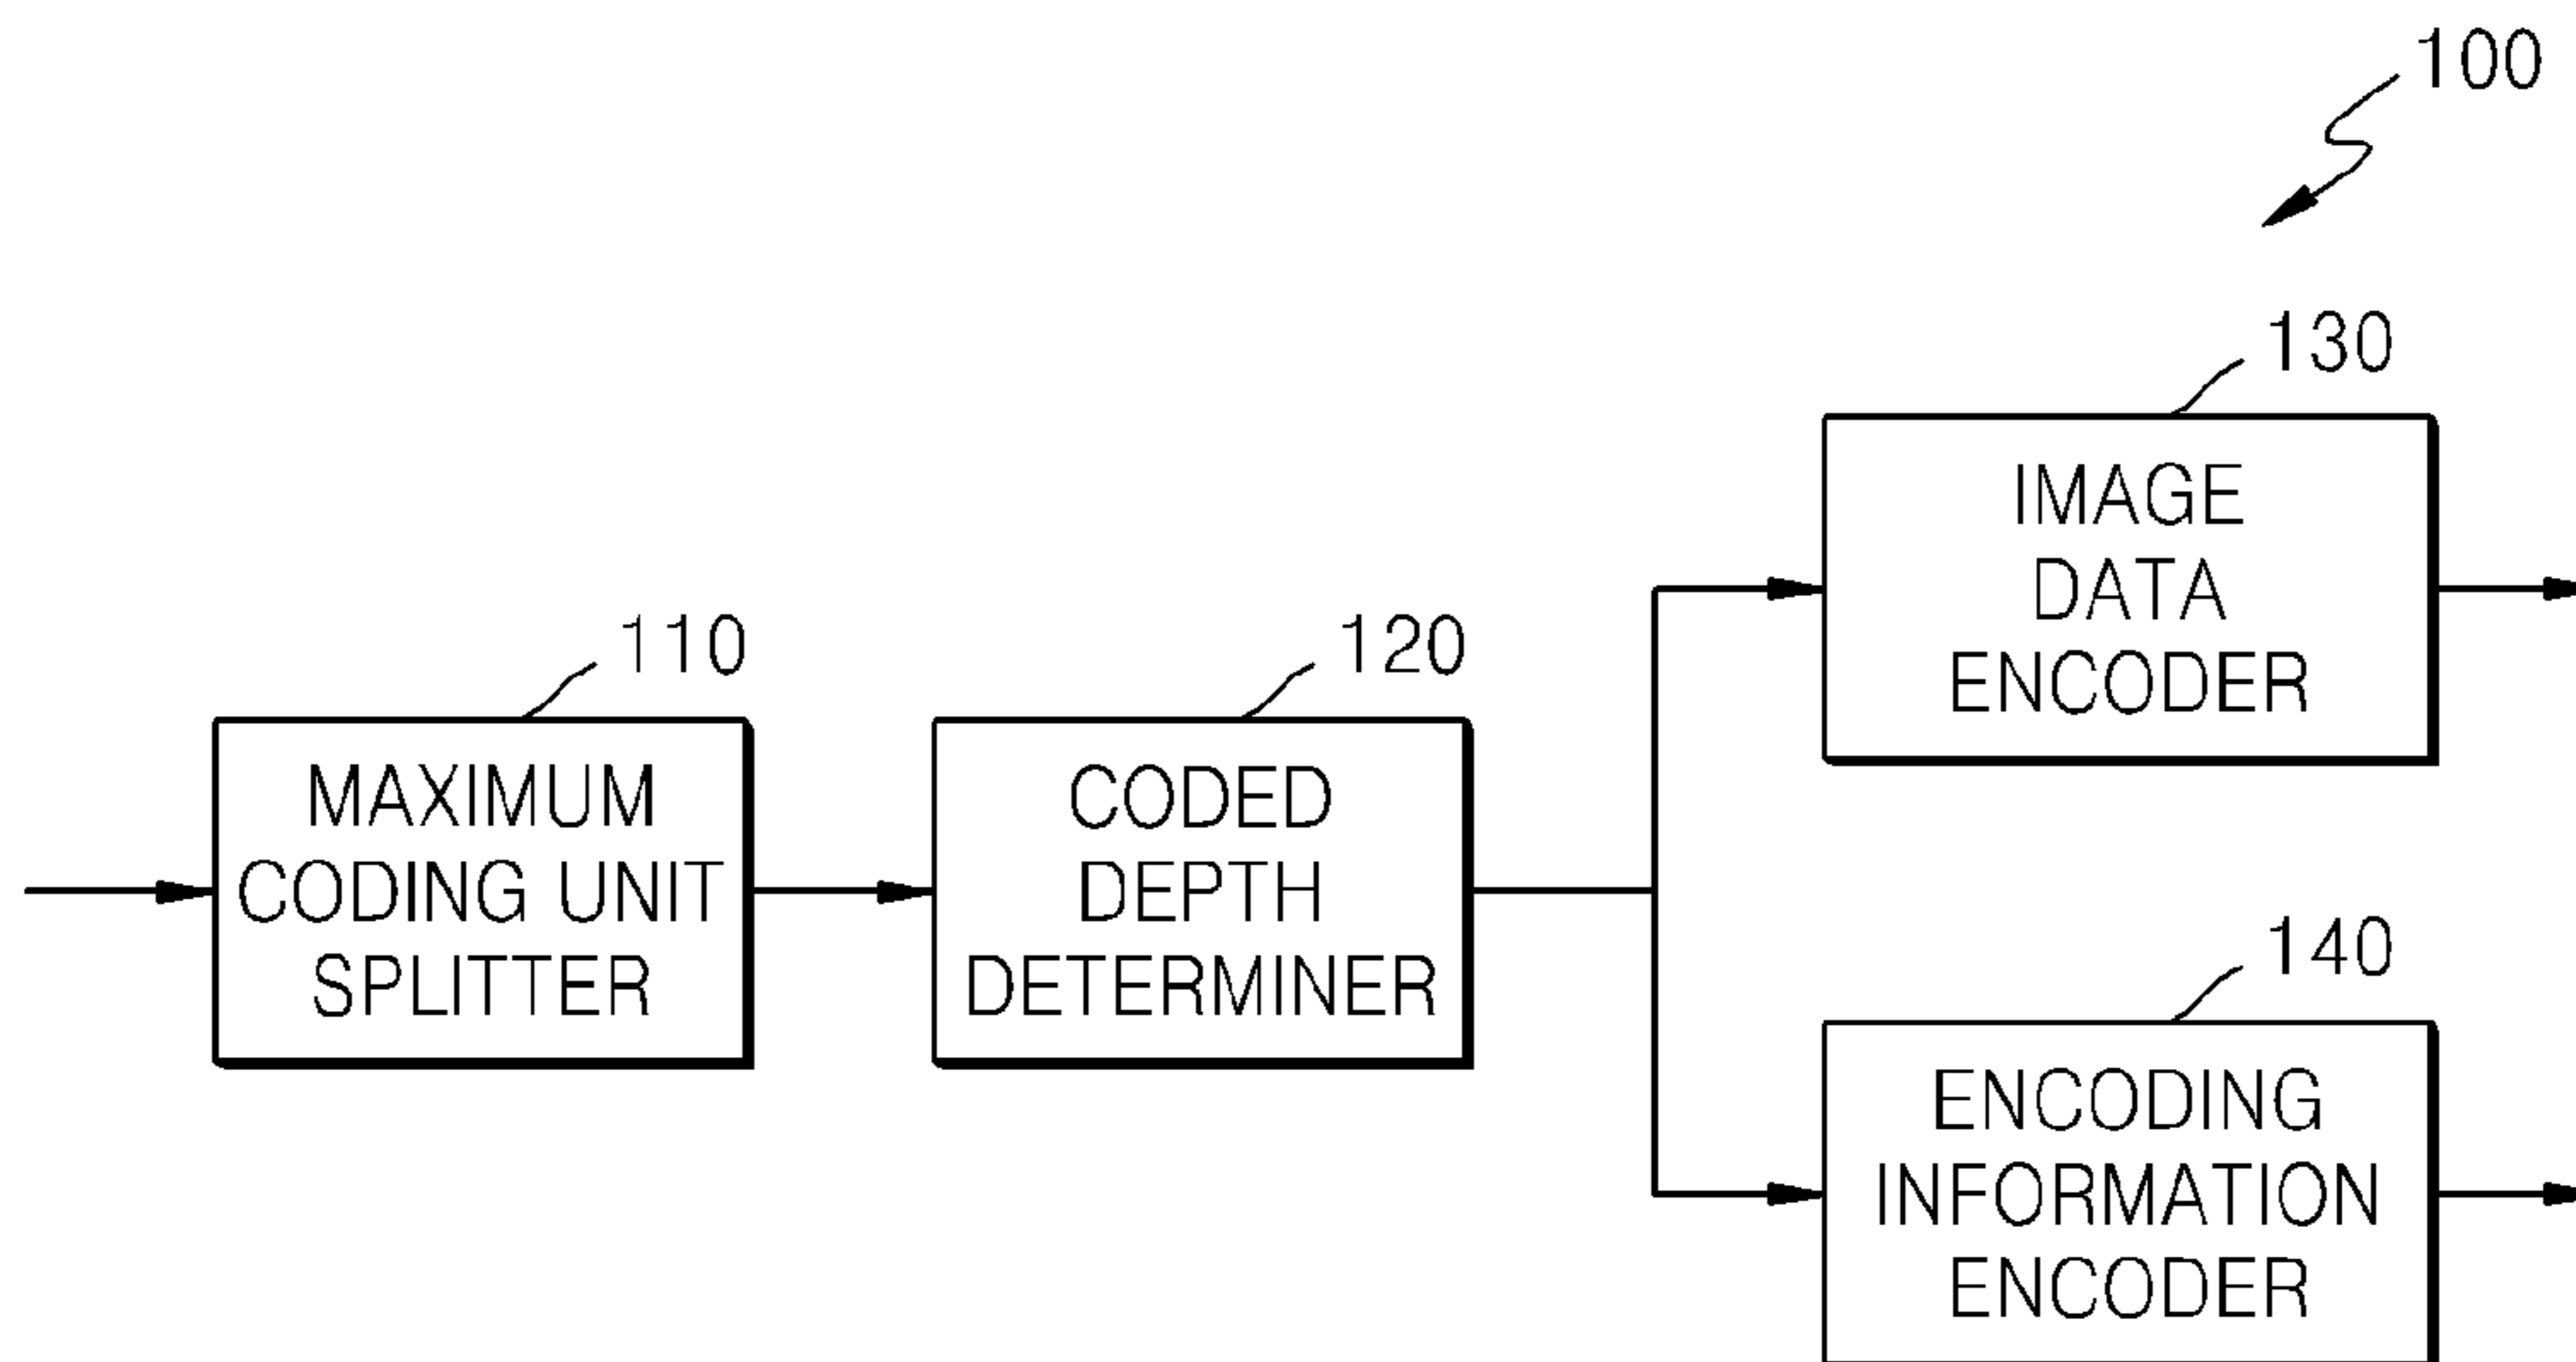 100
130
IMAGE
DATA
ENCODER
110
MAXIMUM
CODING UNIT
SPLITTER
120
CODED
DEPTH
DETERMINER
140
ENCODING
INFORMATION
ENCODER